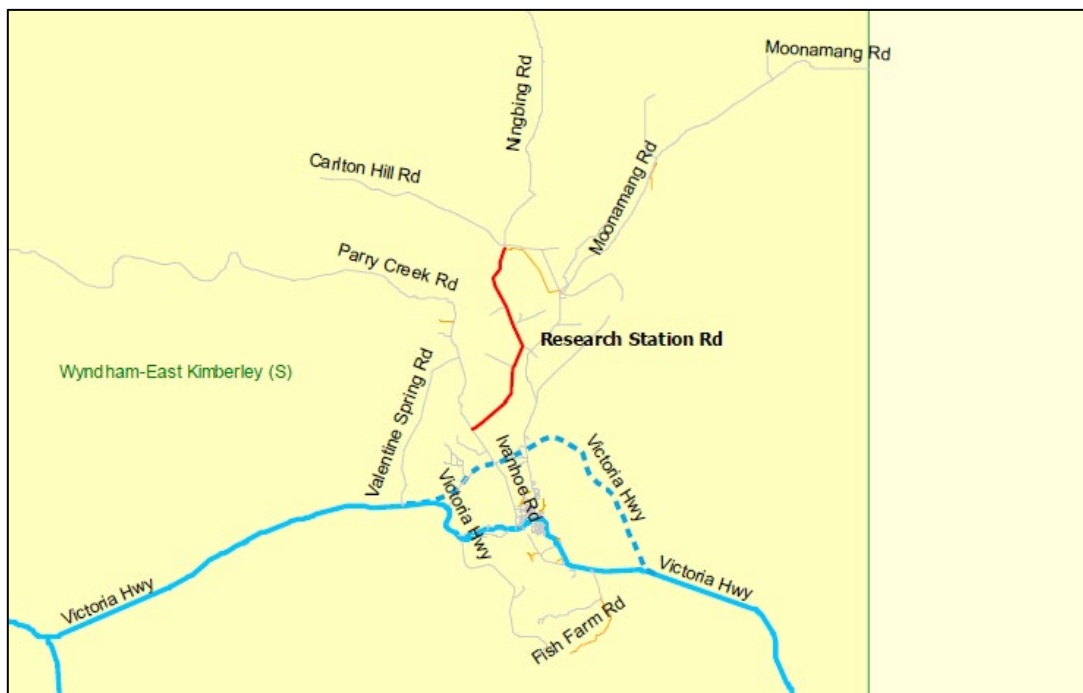 Moonamang Rd
Ningbing Rd
Carlton Hill Rd
Moonamang Rd
Parry Creek Rd
Research Station Rd
Wyndham-East Kimberley (S)
Valentine Spring Rd
Ivanhoe Rd
Victoria Hwy
Victoria Hwy
Victoria Hwy
Victoria Hwy
Fish Farm Rd